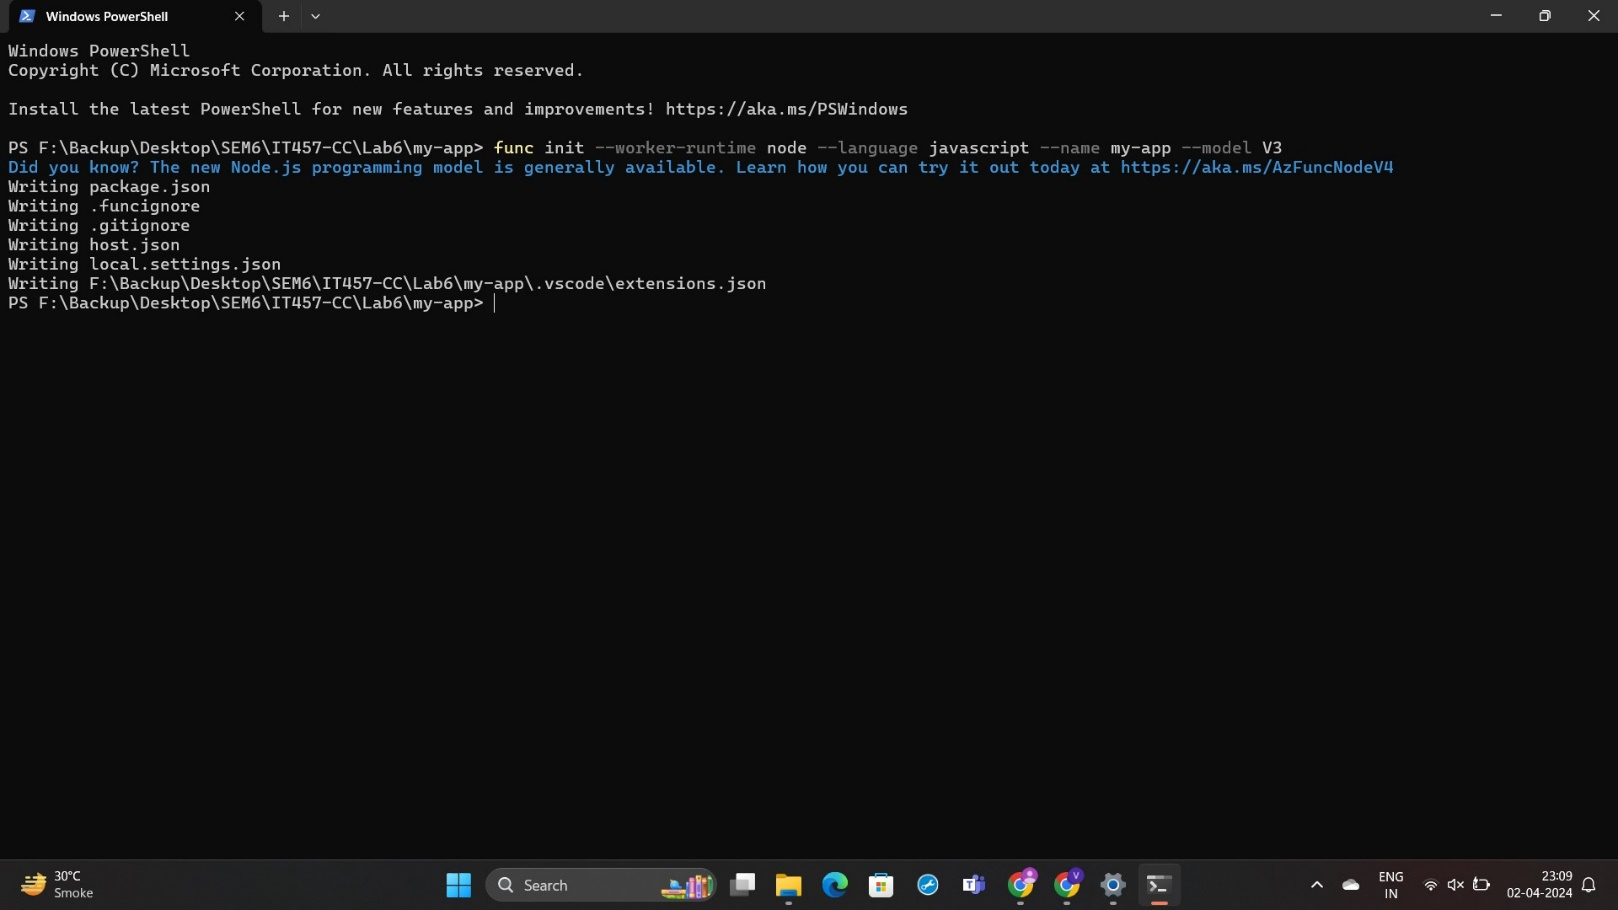 Windows PowerShell
Windows PowerShell
Copyright (C) Microsoft Corporation. All rights reserved.
Install the latest PowerShell for new features and improvements! https://aka.ms/PSWindows
PS F:\Backup\Desktop\SEM6\IT457-CC\Lab6\my-app> func init --worker-runtime node --language javascript --name my-app --model V3
Did you know? The new Node.js programming model is generally available. Learn how you can try it out today at https://aka.ms/AzFuncNodeV4
Writing package.json
Writing .funcignore
Writing .gitignore
Writing host.json
Writing local.settings.json
Writing F:\Backup\Desktop\SEM6\IT457-CC\Lab6\my-app\.vscode\extensions.json
PS F:\Backup\Desktop\SEM6\IT457-CC\Lab6\my-app>
30°C
Smoke
Search
V
ENG
IN
23:09
02-04-2024